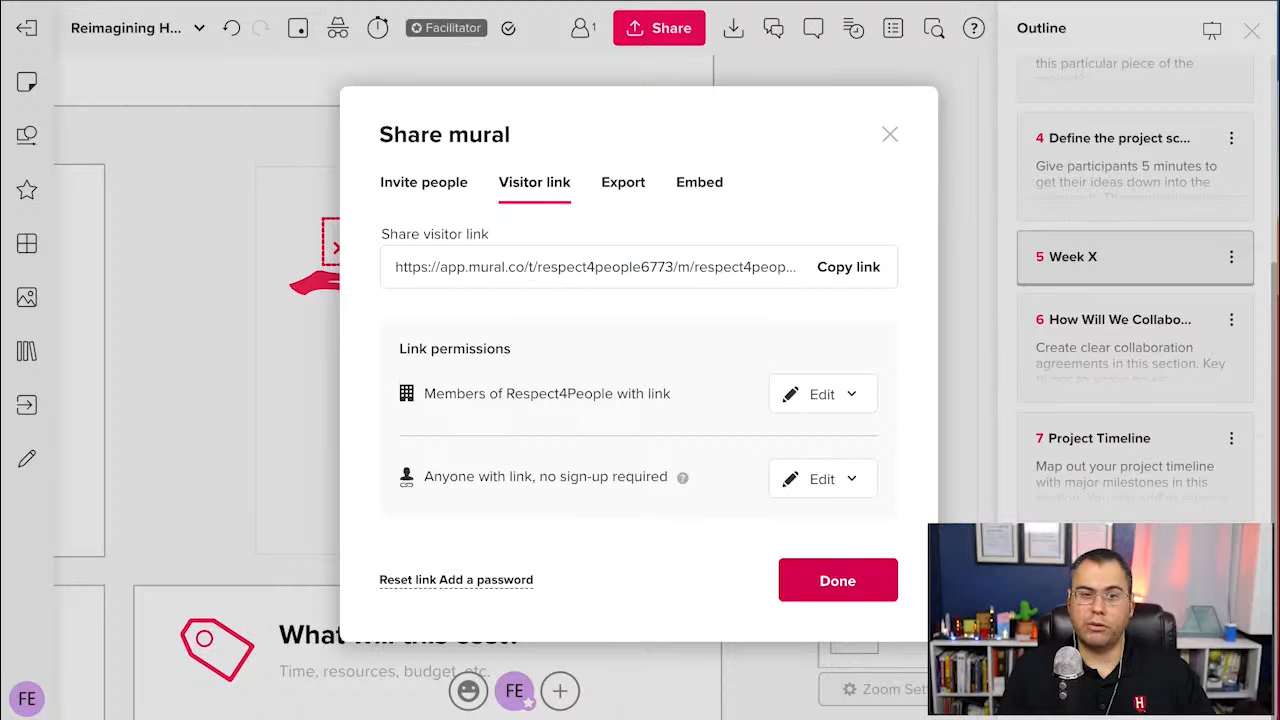 Reimagining H...
Facilitator
1
Share
Outline
this particular piece of the
Share mural
Invite people
Visitor link
Export
Embed
Share visitor link
https://app.mural.co/t/respect4people6773/m/respect4peop...
Copy link
Link permissions
Members of Respect4People with link
Edit
Anyone with link, no sign-up required
?
Edit
Reset link Add a password
Done
4 Define the project sc...
Give participants 5 minutes to
get their ideas down into the
5 Week X
6 How Will We Collabo...
Create clear collaboration
agreements in this section. Key
7 Project Timeline
Map out your project timeline
with major milestones in this
What will this cost?
Time, resources, budget, etc.
FE
FE
Zoom Set
H